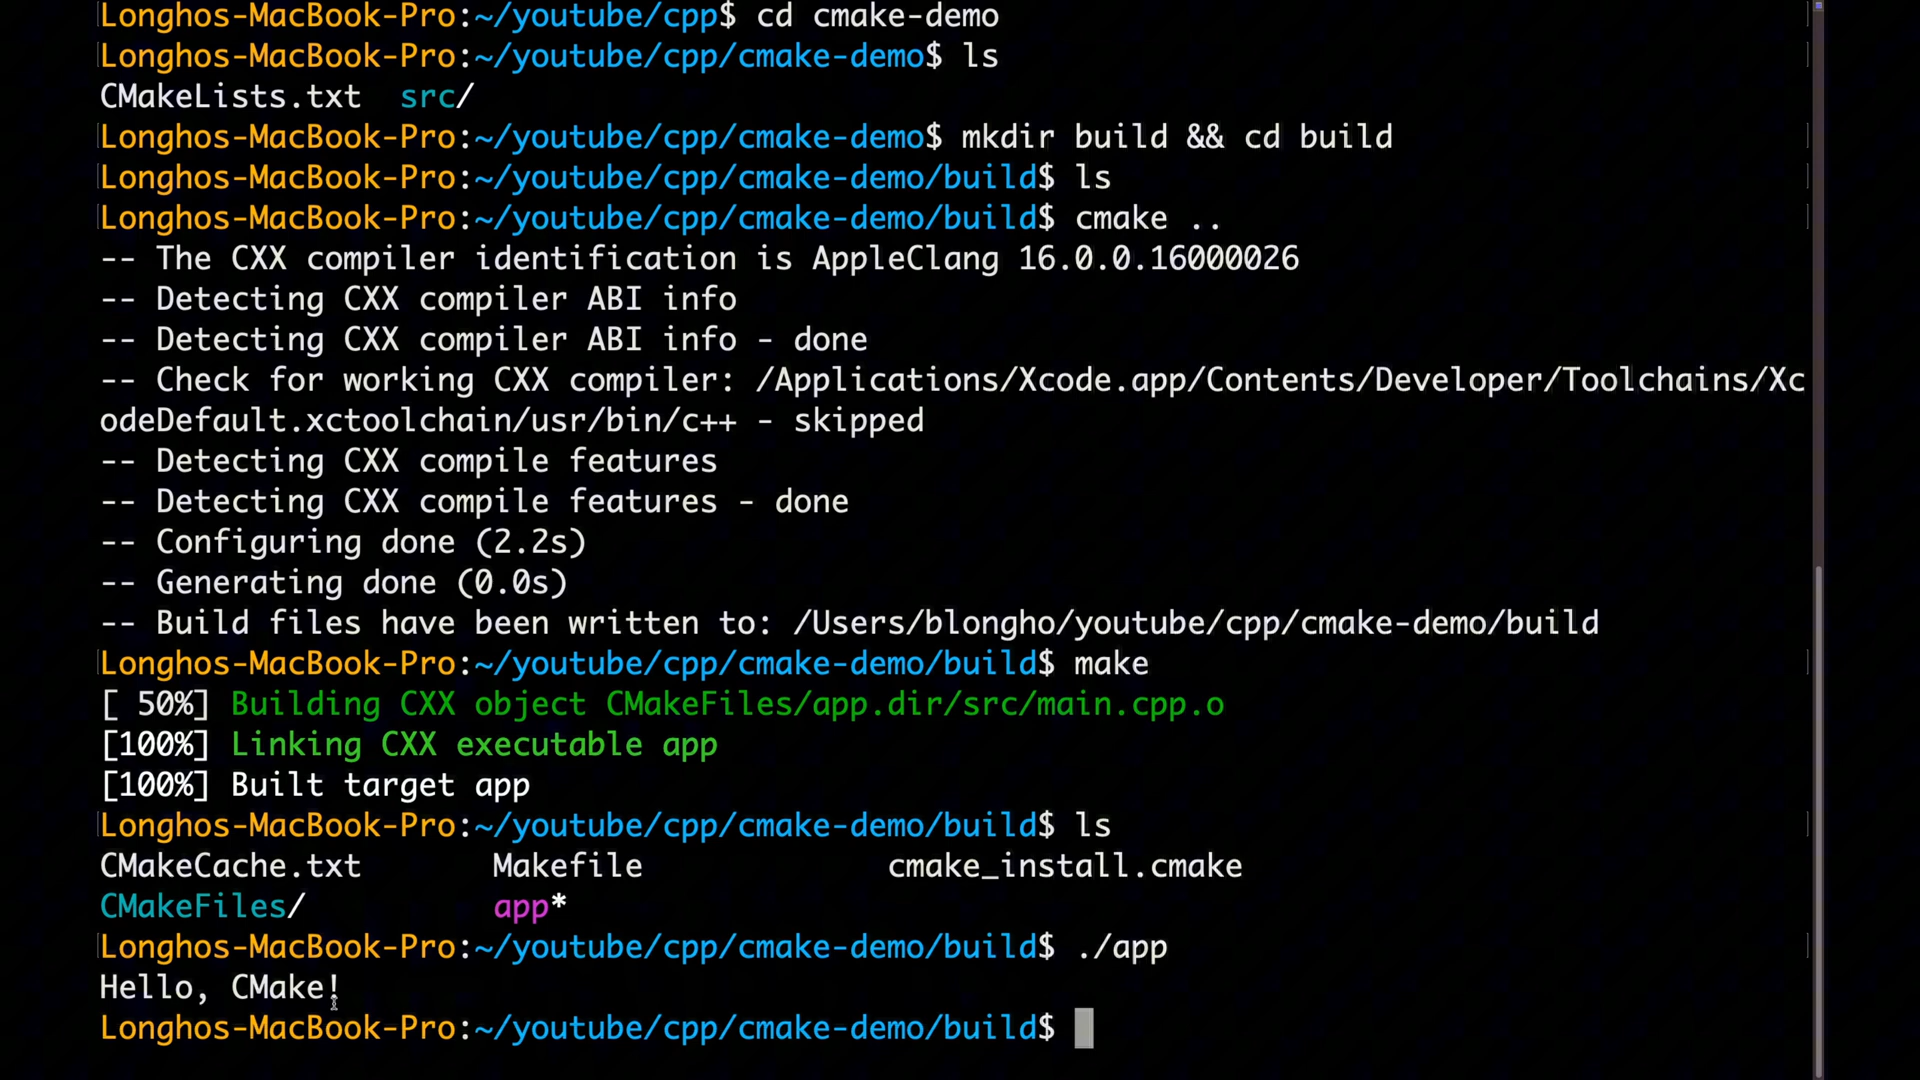 Longhos-MacBook-Pro:~/youtube/cpp$ cd cmake-demo
Longhos-MacBook-Pro:~/youtube/cpp/cmake-demo$ ls
CMakeLists.txt  src/
Longhos-MacBook-Pro:~/youtube/cpp/cmake-demo$ mkdir build && cd build
Longhos-MacBook-Pro:~/youtube/cpp/cmake-demo/build$ ls
Longhos-MacBook-Pro:~/youtube/cpp/cmake-demo/build$ cmake ..
-- The CXX compiler identification is AppleClang 16.0.0.16000026
-- Detecting CXX compiler ABI info
-- Detecting CXX compiler ABI info - done
-- Check for working CXX compiler: /Applications/Xcode.app/Contents/Developer/Toolchains/Xc
odeDefault.xctoolchain/usr/bin/c++ - skipped
-- Detecting CXX compile features
-- Detecting CXX compile features - done
-- Configuring done (2.2s)
-- Generating done (0.0s)
-- Build files have been written to: /Users/blongho/youtube/cpp/cmake-demo/build
Longhos-MacBook-Pro:~/youtube/cpp/cmake-demo/build$ make
[ 50%] Building CXX object CMakeFiles/app.dir/src/main.cpp.o
[100%] Linking CXX executable app
[100%] Built target app
Longhos-MacBook-Pro:~/youtube/cpp/cmake-demo/build$ ls
CMakeCache.txt       Makefile             cmake_install.cmake
CMakeFiles/          app*
Longhos-MacBook-Pro:~/youtube/cpp/cmake-demo/build$ ./app
Hello, CMake!
Longhos-MacBook-Pro:~/youtube/cpp/cmake-demo/build$